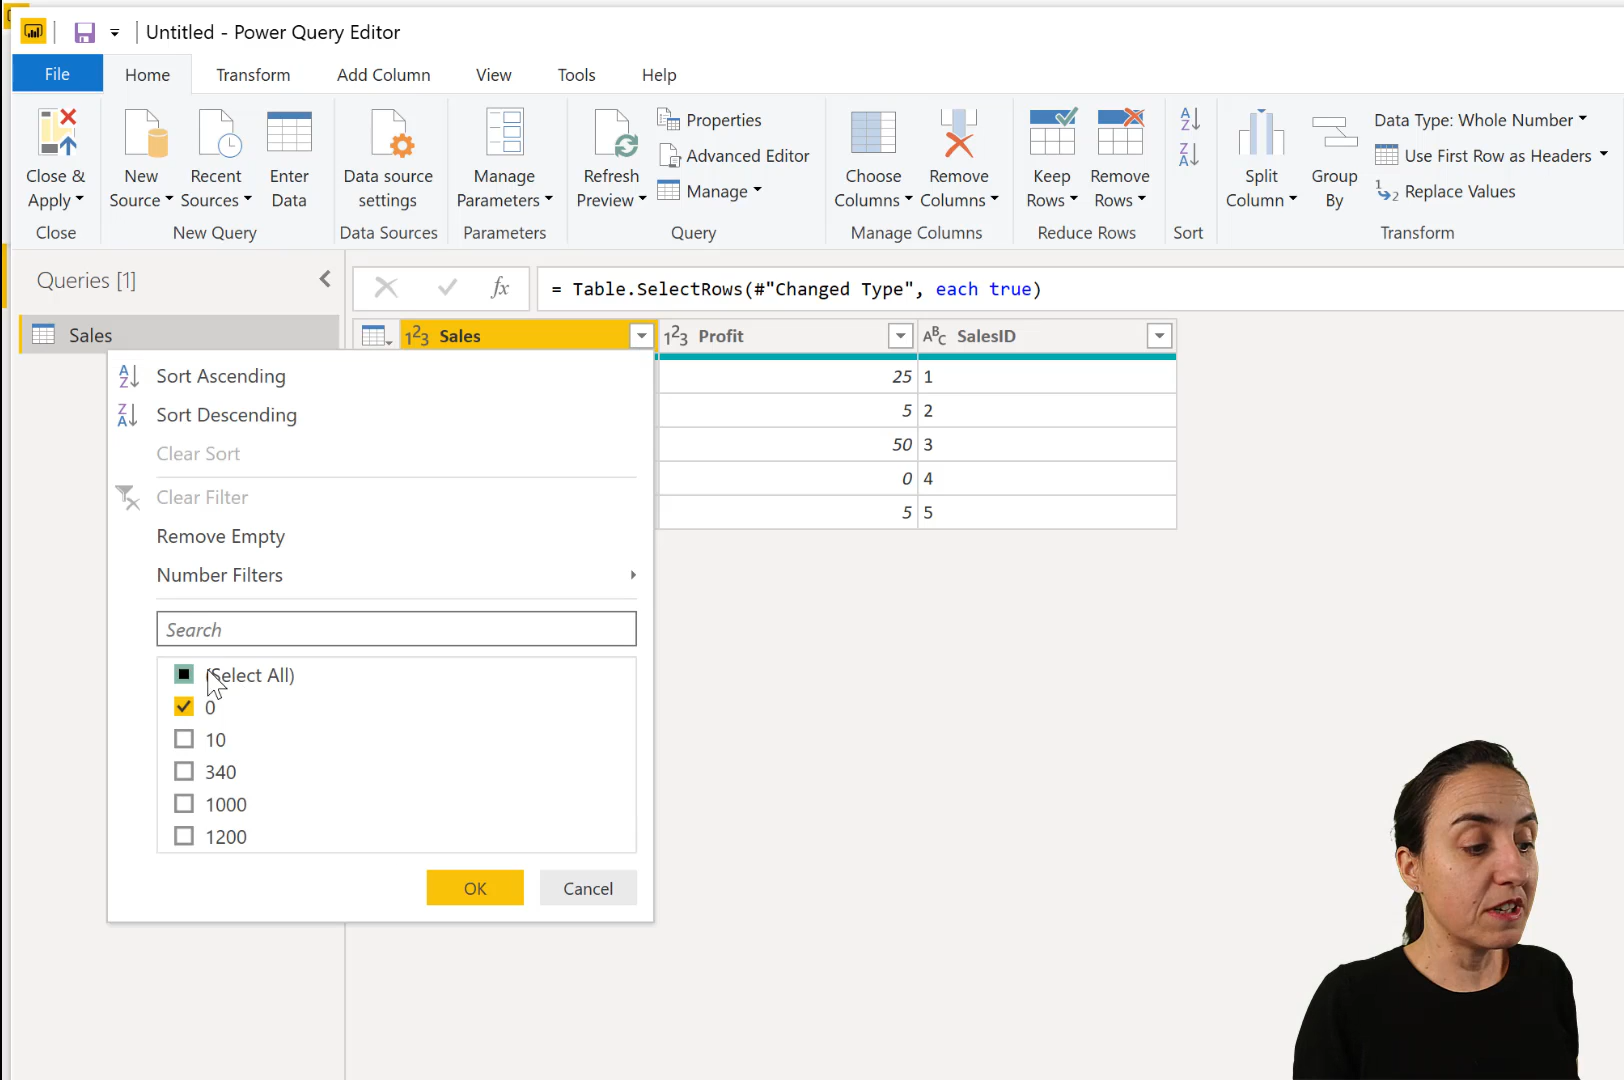 Untitled - Power Query Editor
File Home Transform Add Column View Tools Help
Close & Apply
New Source
Recent Sources
Enter Data
Data source settings
Manage Parameters
Refresh Preview
Properties
Advanced Editor
Manage
Choose Columns
Remove Columns
Keep Rows
Remove Rows
Split Column
Group By
Data Type: Whole Number
Use First Row as Headers
Replace Values
Close New Query Data Sources Parameters Query Manage Columns Reduce Rows Sort Transform
Queries [1]
fx = Table.SelectRows(#"Changed Type", each true)
Sales
123 Sales 123 Profit ABC SalesID
25 1
5 2
50 3
0 4
5 5
Sort Ascending
Sort Descending
Clear Sort
Clear Filter
Remove Empty
Number Filters
Search
(Select All)
0
10
340
1000
1200
OK Cancel